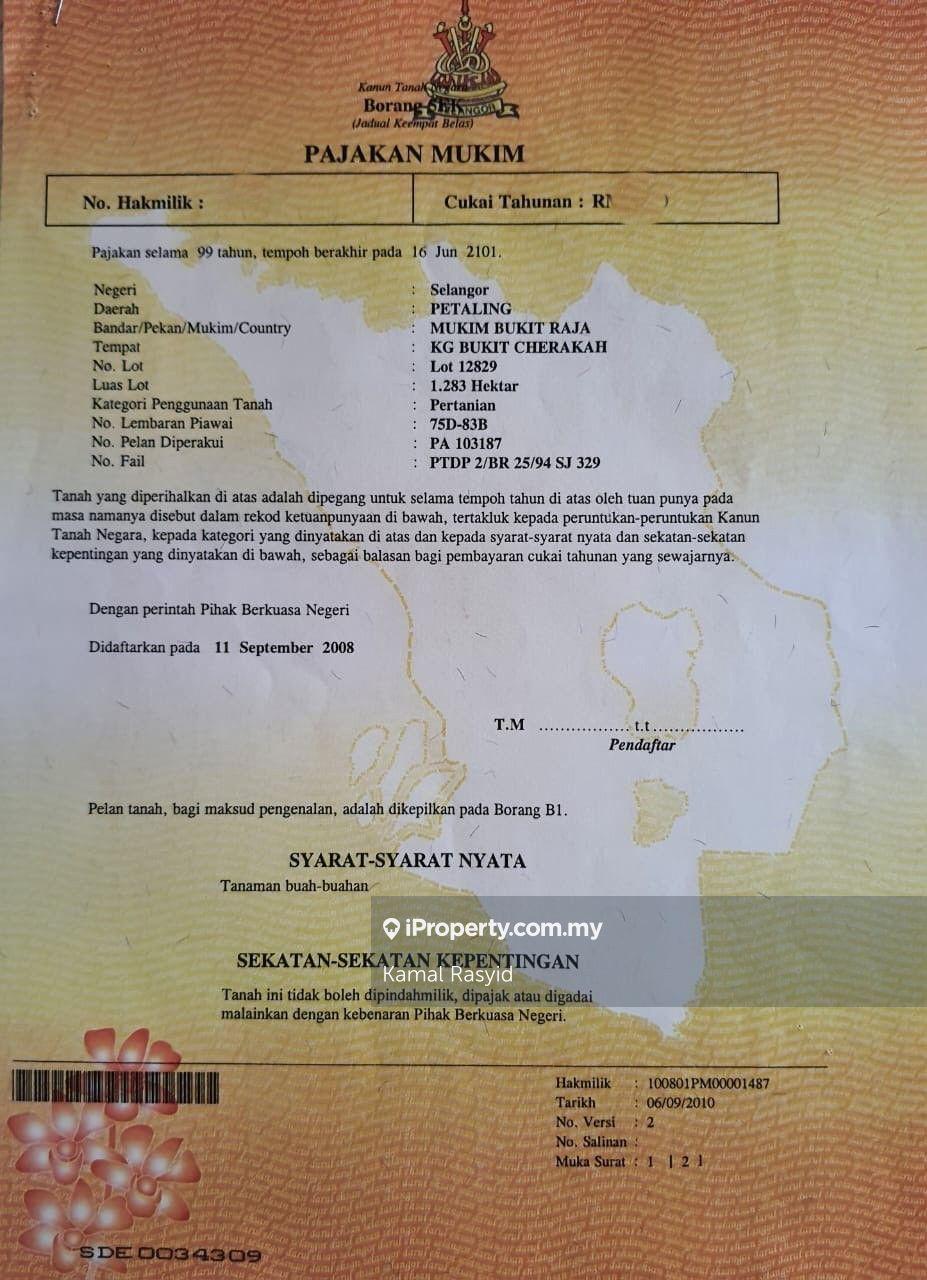 Kanun Tanah
Borang
SELANGOR
(Jadual Keempat Belas)
PAJAKAN MUKIM
No. Hakmilik :
Cukai Tahunan : RM )
Pajakan selama 99 tahun, tempoh berakhir pada 16 Jun 2101.
Negeri : Selangor
Daerah : PETALING
Bandar/Pekan/Mukim/Country : MUKIM BUKIT RAJA
Tempat : KG BUKIT CHERAKAH
No. Lot : Lot 12829
Luas Lot : 1.283 Hektar
Kategori Penggunaan Tanah : Pertanian
No. Lembaran Piawai : 75D-83B
No. Pelan Diperakui : PA 103187
No. Fail : PTDP 2/BR 25/94 SJ 329
Tanah yang diperihalkan di atas adalah dipegang untuk selama tempoh tahun di atas oleh tuan punya pada
masa namanya disebut dalam rekod ketuanpunyaan di bawah, tertakluk kepada peruntukan-peruntukan Kanun
Tanah Negara, kepada kategori yang dinyatakan di atas dan kepada syarat-syarat nyata dan sekatan-sekatan
kepentingan yang dinyatakan di bawah, sebagai balasan bagi pembayaran cukai tahunan yang sewajarnya.
Dengan perintah Pihak Berkuasa Negeri
Didaftarkan pada 11 September 2008
T.M ................. t.t..................
Pendaftar
Pelan tanah, bagi maksud pengenalan, adalah dikepilkan pada Borang B1.
SYARAT-SYARAT NYATA
Tanaman buah-buahan
iProperty.com.my
SEKATAN-SEKATAN KEPENTINGAN
Kamal Rasyid
Tanah ini tidak boleh dipindahmilik, dipajak atau digadai
malainkan dengan kebenaran Pihak Berkuasa Negeri.
Hakmilik : 100801PM00001487
Tarikh : 06/09/2010
No. Versi : 2
No. Salinan :
Muka Surat : 1 | 2 |
SDE 0034309